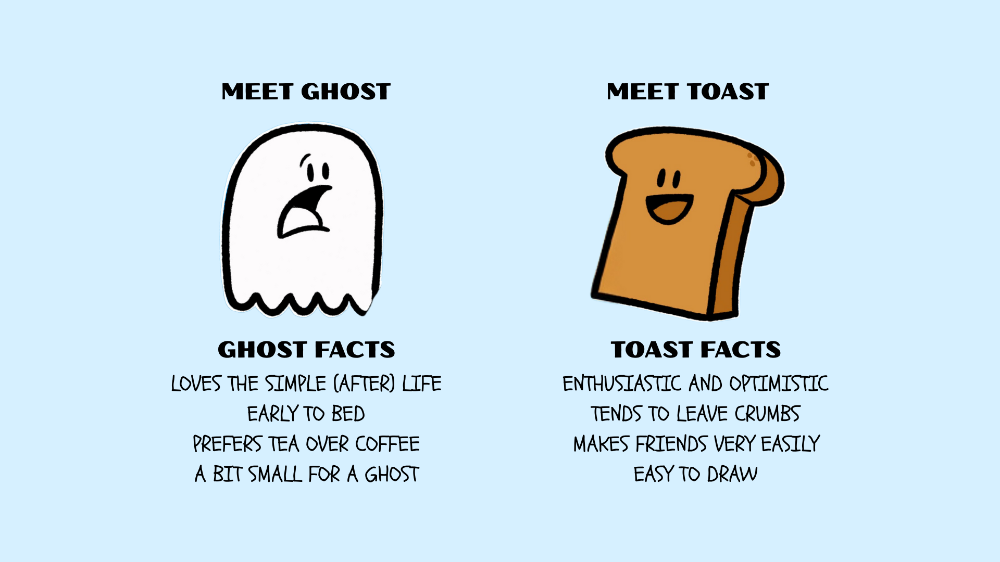 MEET GHOST
GHOST FACTS
LOVES THE SIMPLE (AFTER) LIFE
EARLY TO BED
PREFERS TEA OVER COFFEE
A BIT SMALL FOR A GHOST
MEET TOAST
TOAST FACTS
ENTHUSIASTIC AND OPTIMISTIC
TENDS TO LEAVE CRUMBS
MAKES FRIENDS VERY EASILY
EASY TO DRAW